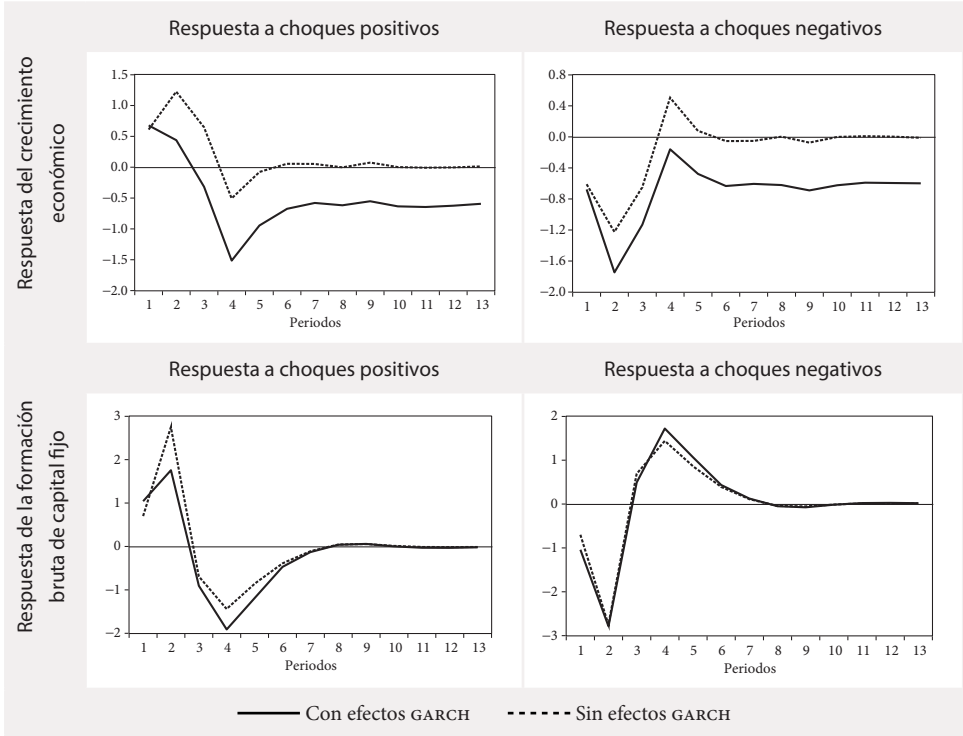 Respuesta a choques positivos
Respuesta a choques negativos
Respuesta del crecimiento
económico
1.5
1.0
0.5
0.0
−0.5
−1.0
−1.5
−2.0
1 2 3 4 5 6 7 8 9 10 11 12 13
Periodos
0.8
0.4
0.0
−0.4
−0.8
−1.2
−1.6
−2.0
1 2 3 4 5 6 7 8 9 10 11 12 13
Periodos
Respuesta a choques positivos
Respuesta a choques negativos
Respuesta de la formación
bruta de capital fijo
3
2
1
0
−1
−2
1 2 3 4 5 6 7 8 9 10 11 12 13
Periodos
2
1
0
−1
−2
−3
1 2 3 4 5 6 7 8 9 10 11 12 13
Periodos
Con efectos GARCH
Sin efectos GARCH